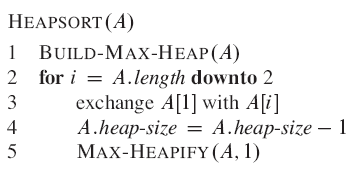 HEAPSORT(A)
1 BUILD-MAX-HEAP(A)
2 for i = A.length downto 2
3 exchange A[1] with A[i]
4 A.heap-size = A.heap-size − 1
5 MAX-HEAPIFY(A, 1)